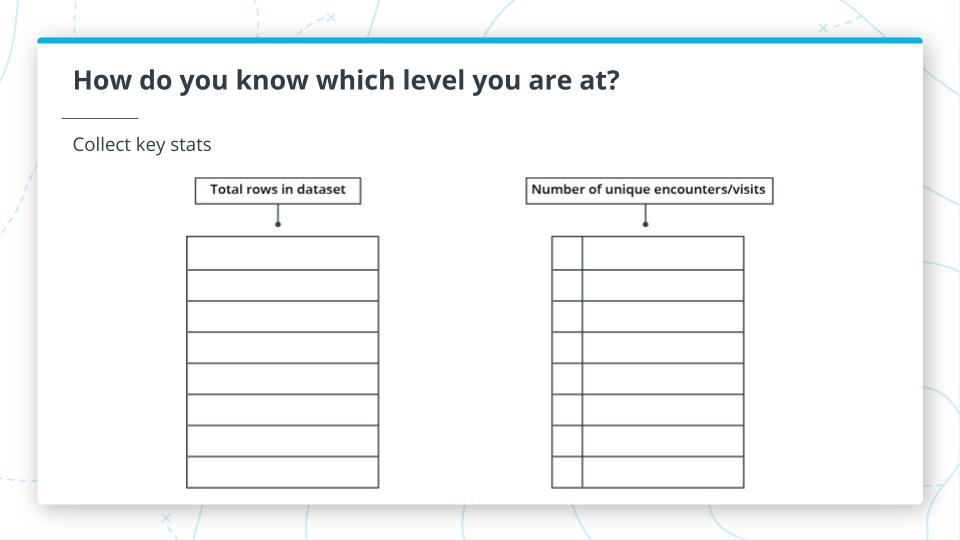 How do you know which level you are at?
Collect key stats
Total rows in dataset
Number of unique encounters/visits